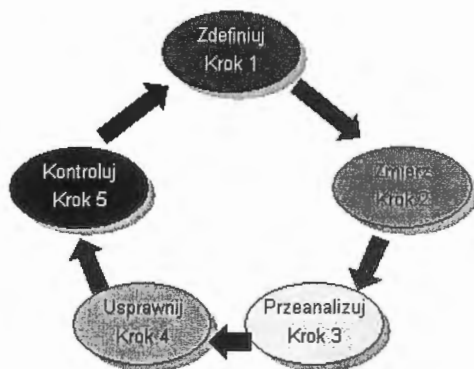 Zdefiniuj
Krok 1
Zmierz
Krok 2
Przeanalizuj
Krok 3
Usprawnij
Krok 4
Kontroluj
Krok 5